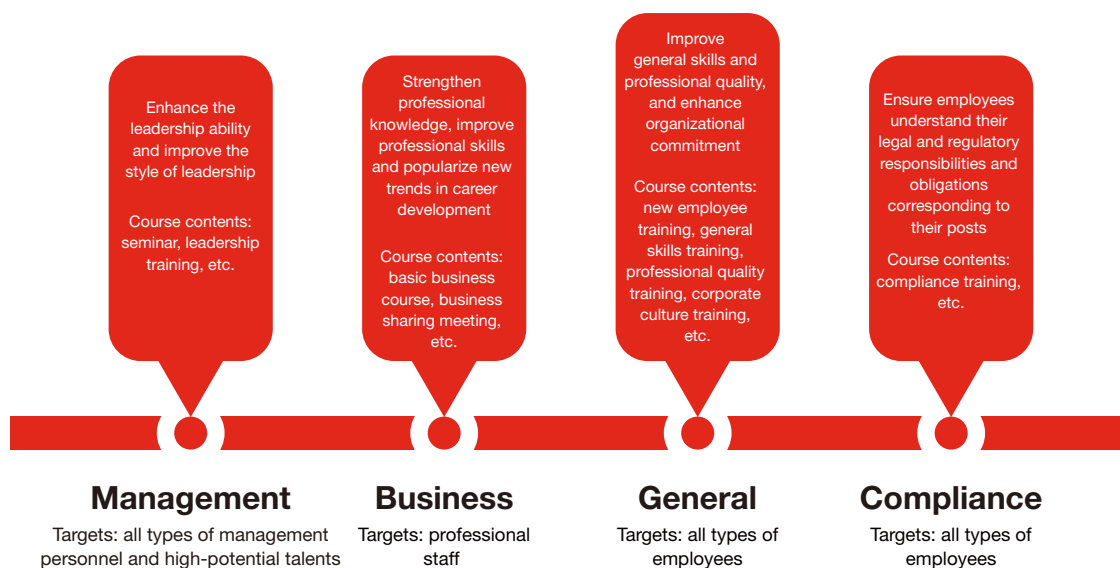 Enhance the
leadership ability
and improve the
style of leadership
Course contents:
seminar, leadership
training, etc.
Strengthen
professional
knowledge, improve
professional skills
and popularize new
trends in career
development
Course contents:
basic business
course, business
sharing meeting,
etc.
Improve
general skills and
professional quality,
and enhance
organizational
commitment
Course contents:
new employee
training, general
skills training,
professional quality
training, corporate
culture training,
etc.
Ensure employees
understand their
legal and regulatory
responsibilities and
obligations
corresponding to
their posts
Course contents:
compliance training,
etc.
Management
Targets: all types of management
personnel and high-potential talents
Business
Targets: professional
staff
General
Targets: all types of
employees
Compliance
Targets: all types of
employees